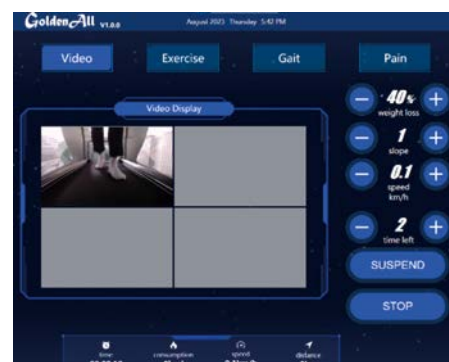 GoldenAll V1.0.0
August 2023 Thursday 5:42 PM
Video Exercise Gait Pain
Video Display
40%
weight loss
1
slope
0.1
speed
km/h
2
time left
SUSPEND
STOP
time consumption speed distance